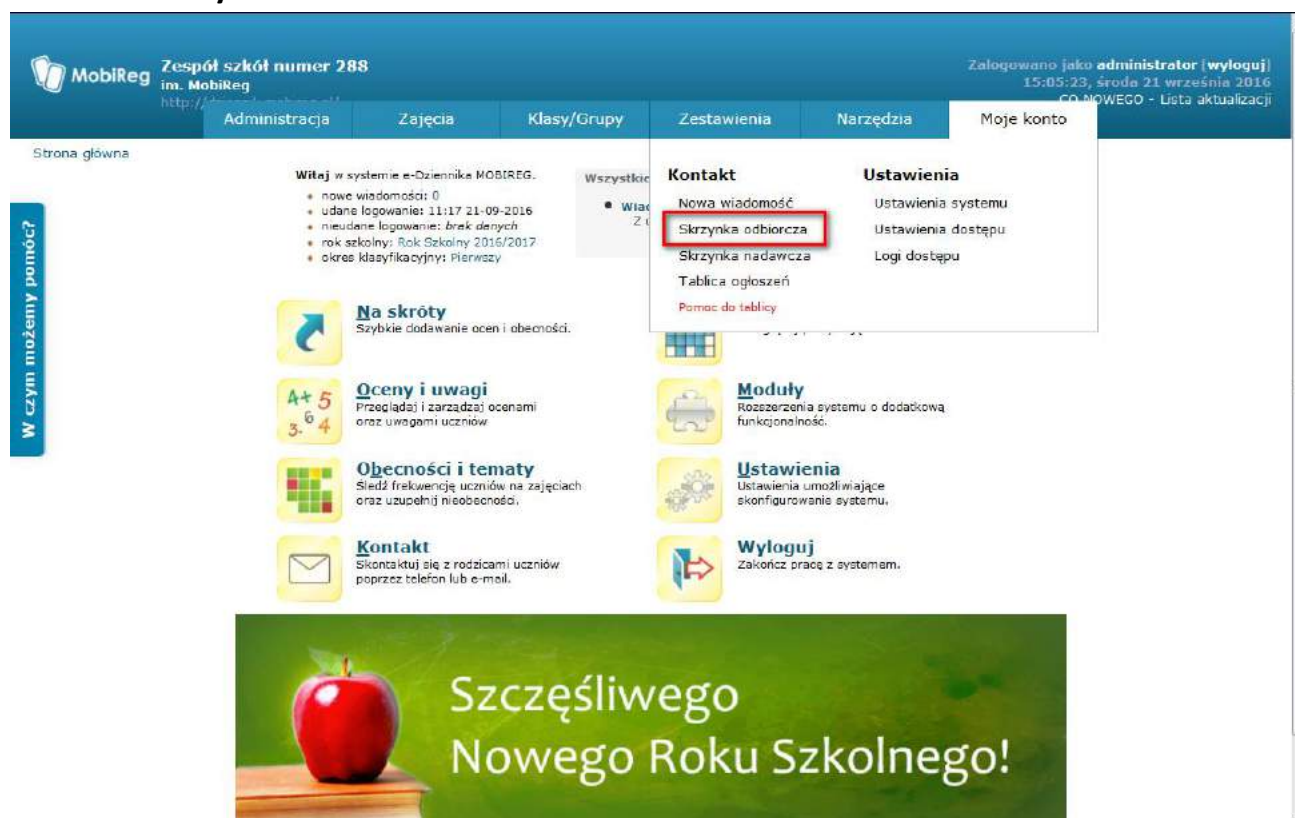 MobiReg
Zespół szkół numer 288
im. MobiReg
Zalogowano jako administrator [wyloguj]
15:05:23, środa 21 września 2016
CO NOWEGO - Lista aktualizacji
Administracja Zajęcia Klasy/Grupy Zestawienia Narzędzia Moje konto
Strona główna
W czym możemy pomóc?
Witaj w systemie e-Dziennika MOBIREG.
nowe wiadomości: 0
udane logowanie: 11:17 21-09-2016
nieudane logowanie: brak danych
rok szkolny: Rok Szkolny 2016/2017
okres klasyfikacyjny: Pierwszy
Kontakt
Nowa wiadomość
Skrzynka odbiorcza
Skrzynka nadawcza
Tablica ogłoszeń
Pomoc do tablicy
Ustawienia
Ustawienia systemu
Ustawienia dostępu
Logi dostępu
Na skróty
Szybkie dodawanie ocen i obecności.
Oceny i uwagi
Przeglądaj i zarządzaj ocenami
oraz uwagami uczniów
Moduły
Rozszerzenia systemu o dodatkową
funkcjonalność.
Obecności i tematy
Śledź frekwencję uczniów na zajęciach
oraz uzupełnij nieobecności.
Ustawienia
Ustawienia umożliwiające
skonfigurowanie systemu.
Kontakt
Skontaktuj się z rodzicami uczniów
poprzez telefon lub e-mail.
Wyloguj
Zakończ pracę z systemem.
Szczęśliwego
Nowego Roku Szkolnego!